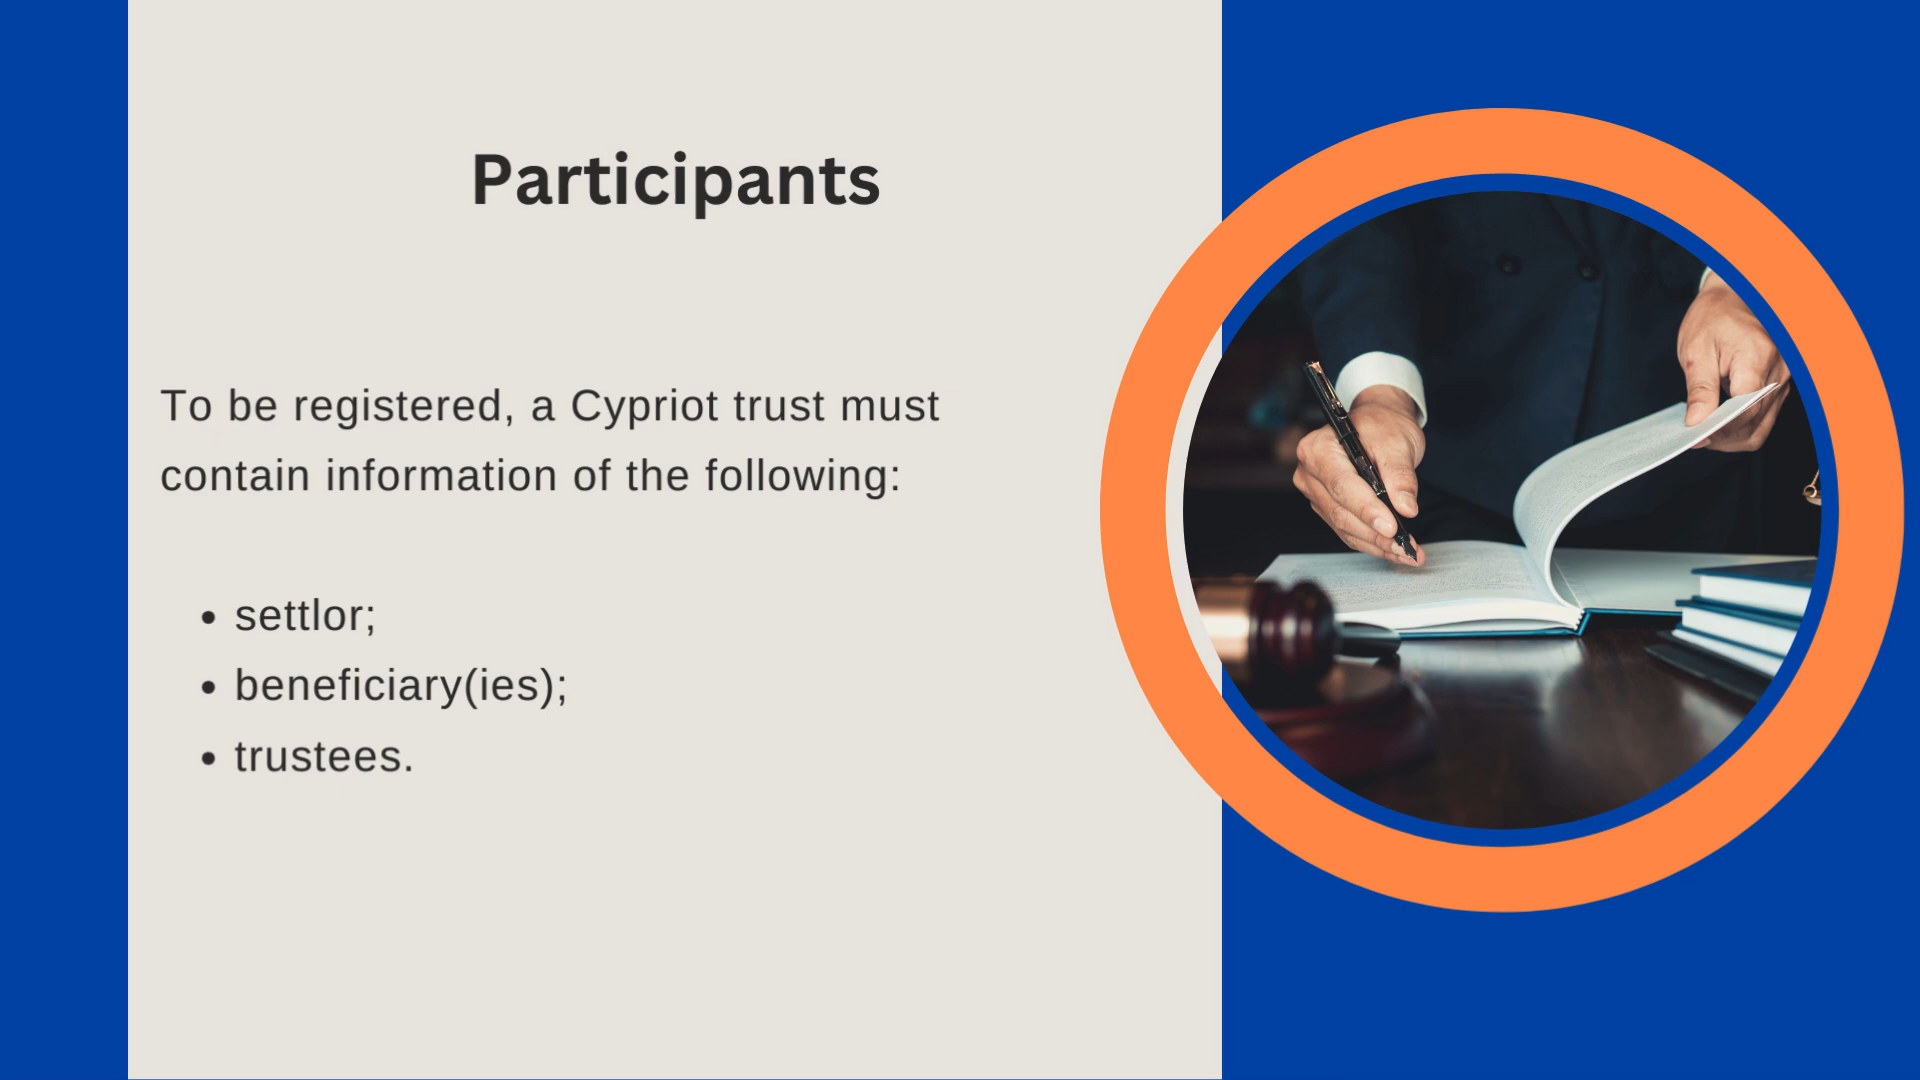 Participants
To be registered, a Cypriot trust must
contain information of the following:
• settlor;
• beneficiary(ies);
• trustees.